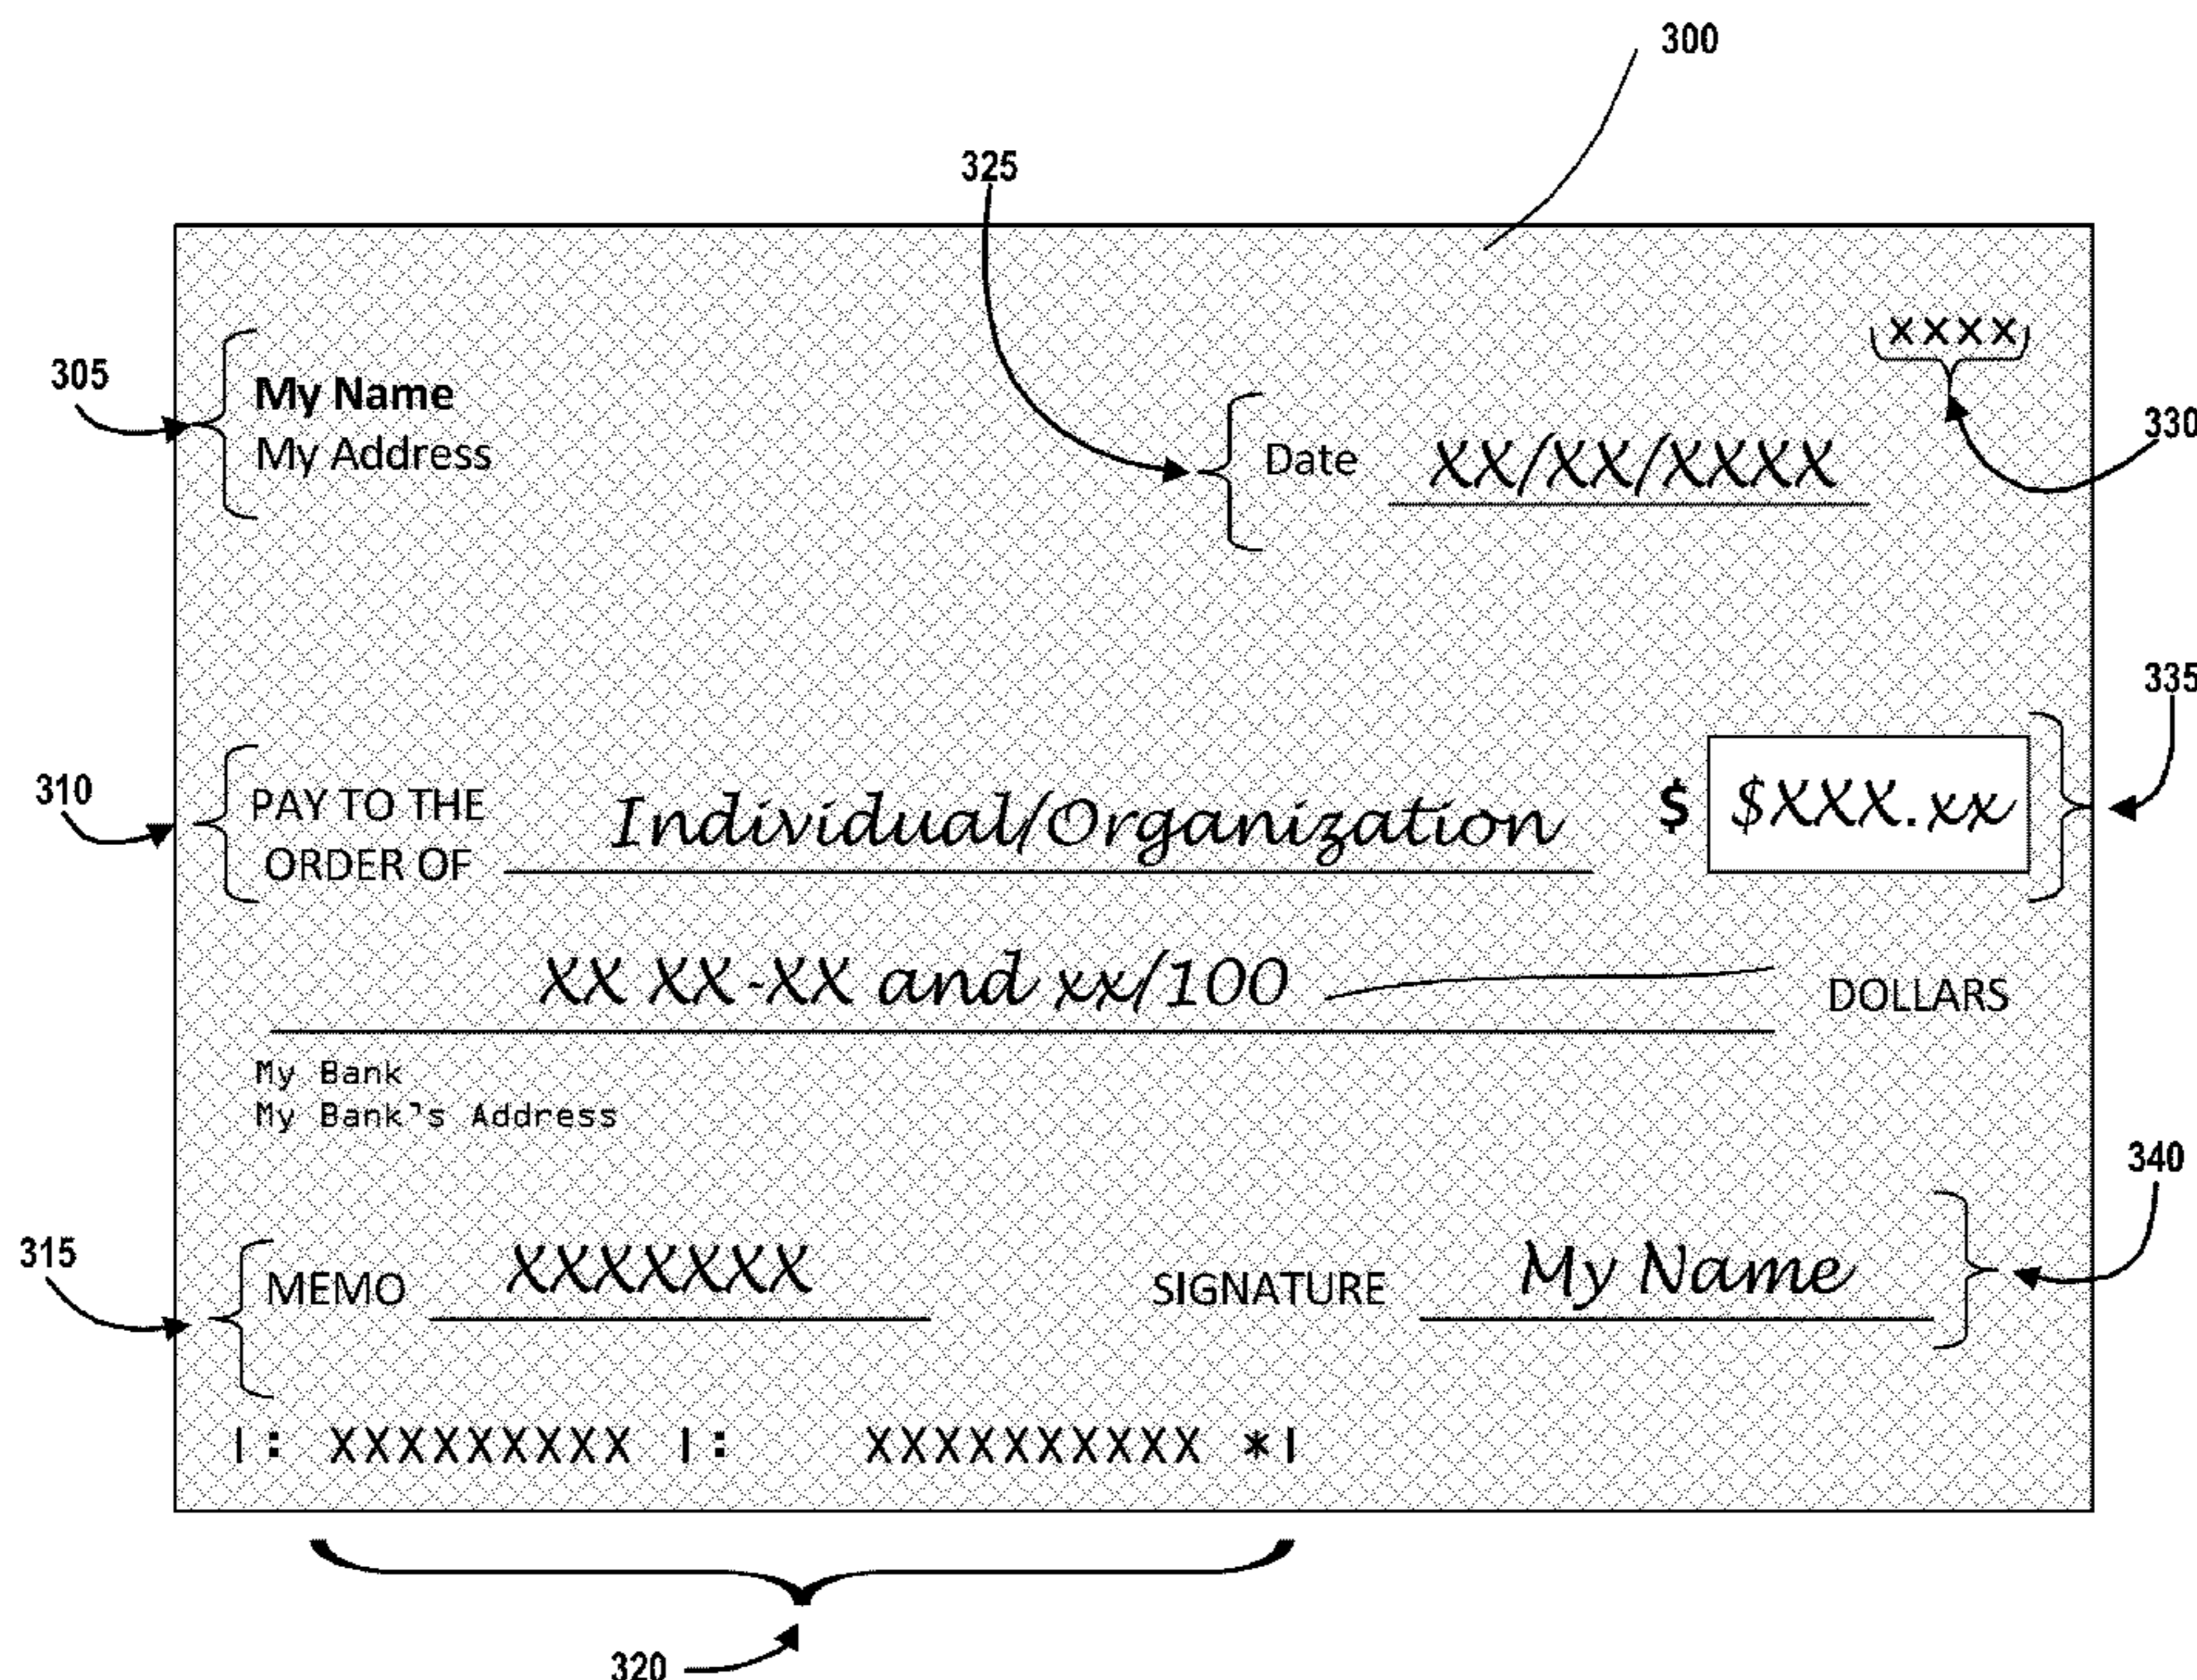 300
325
XXXX
305
My Name
My Address
330
Date XX/XX/XXXX
335
310
PAY TO THE
ORDER OF Individual/Organization $ $XXX.xx
XX XX-XX and xx/100 DOLLARS
My Bank
My Bank's Address
340
315
MEMO XXXXXXX SIGNATURE My Name
|: XXXXXXXXX |: XXXXXXXXXX *|
320